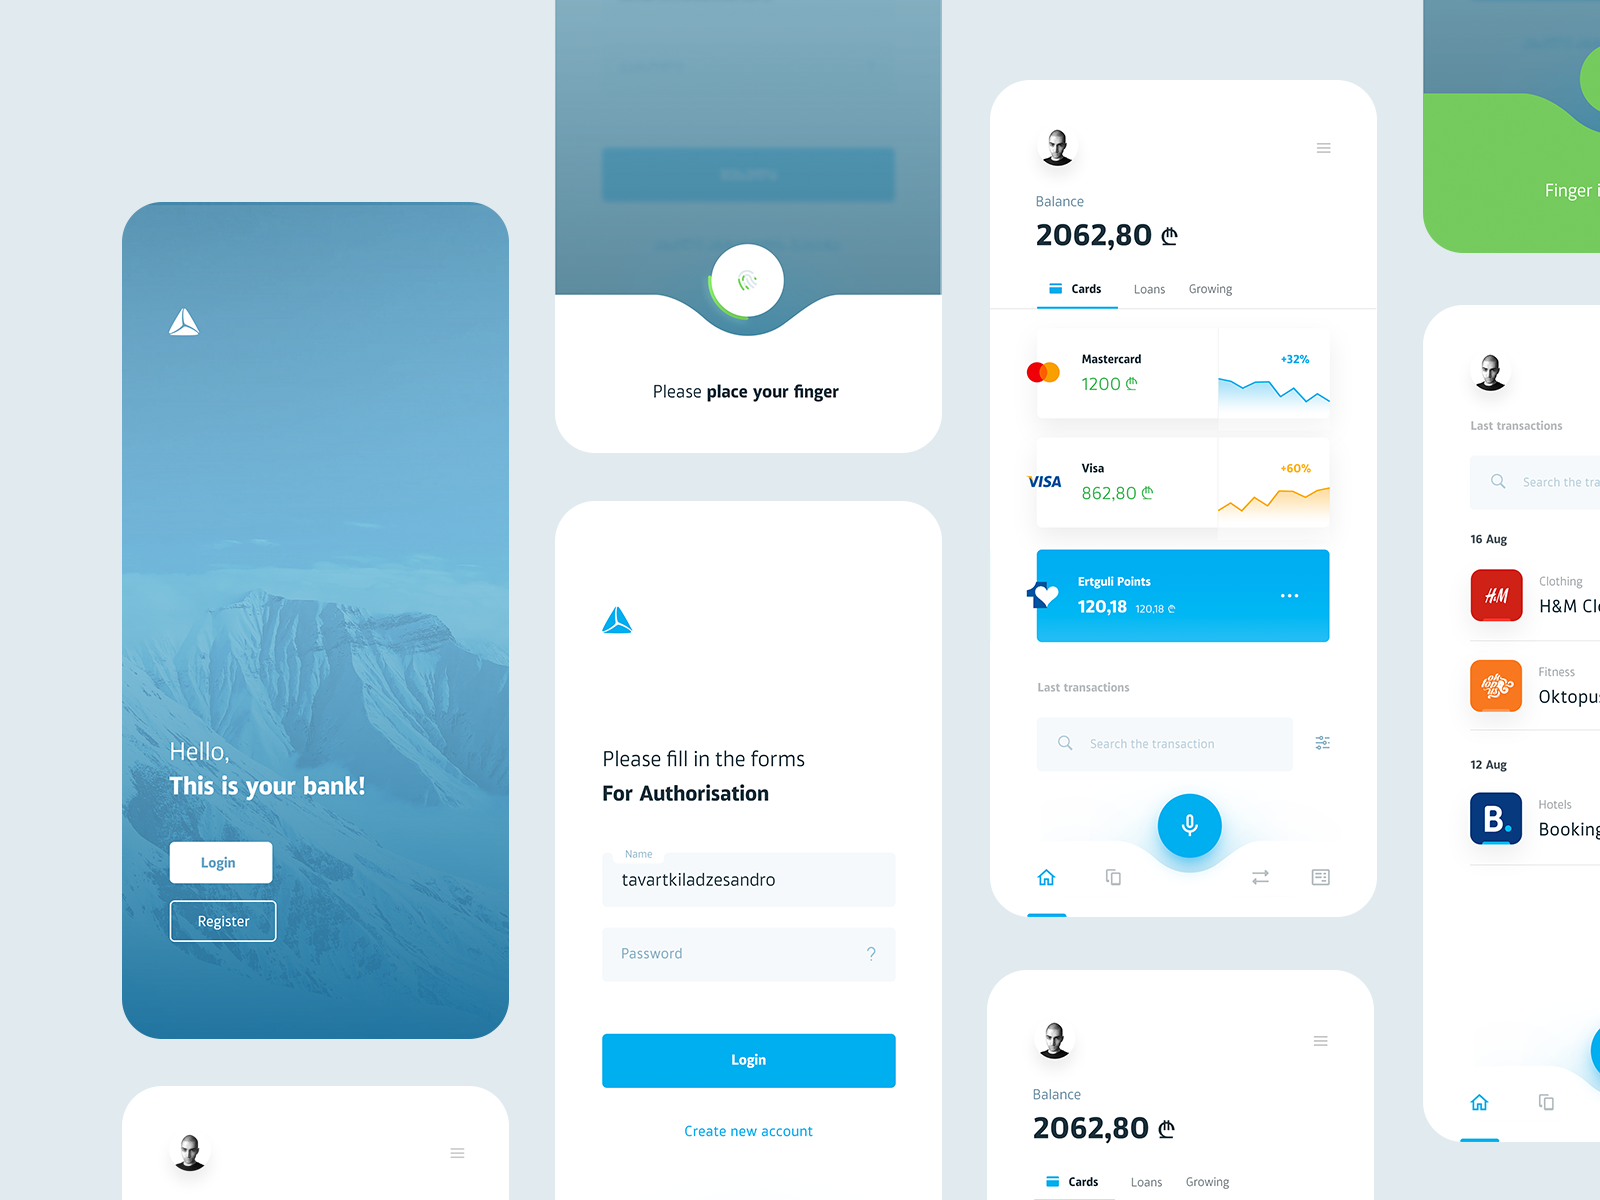 Hello,
This is your bank!
Login
Register
Please place your finger
Please fill in the forms
For Authorisation
Name
tavartkiladzesandro
Password
?
Login
Create new account
Balance
2062,80 ₾
Cards
Loans
Growing
Mastercard
1200 ₾
+32%
VISA
Visa
862,80 ₾
+60%
Ertguli Points
120,18 120,18 ₾
Last transactions
Search the transaction
Balance
2062,80 ₾
Cards
Loans
Growing
Finger i
Last transactions
Search the tra
16 Aug
H&M
Clothing
H&M Cl
oktopus
Fitness
Oktopus
12 Aug
B.
Hotels
Booking